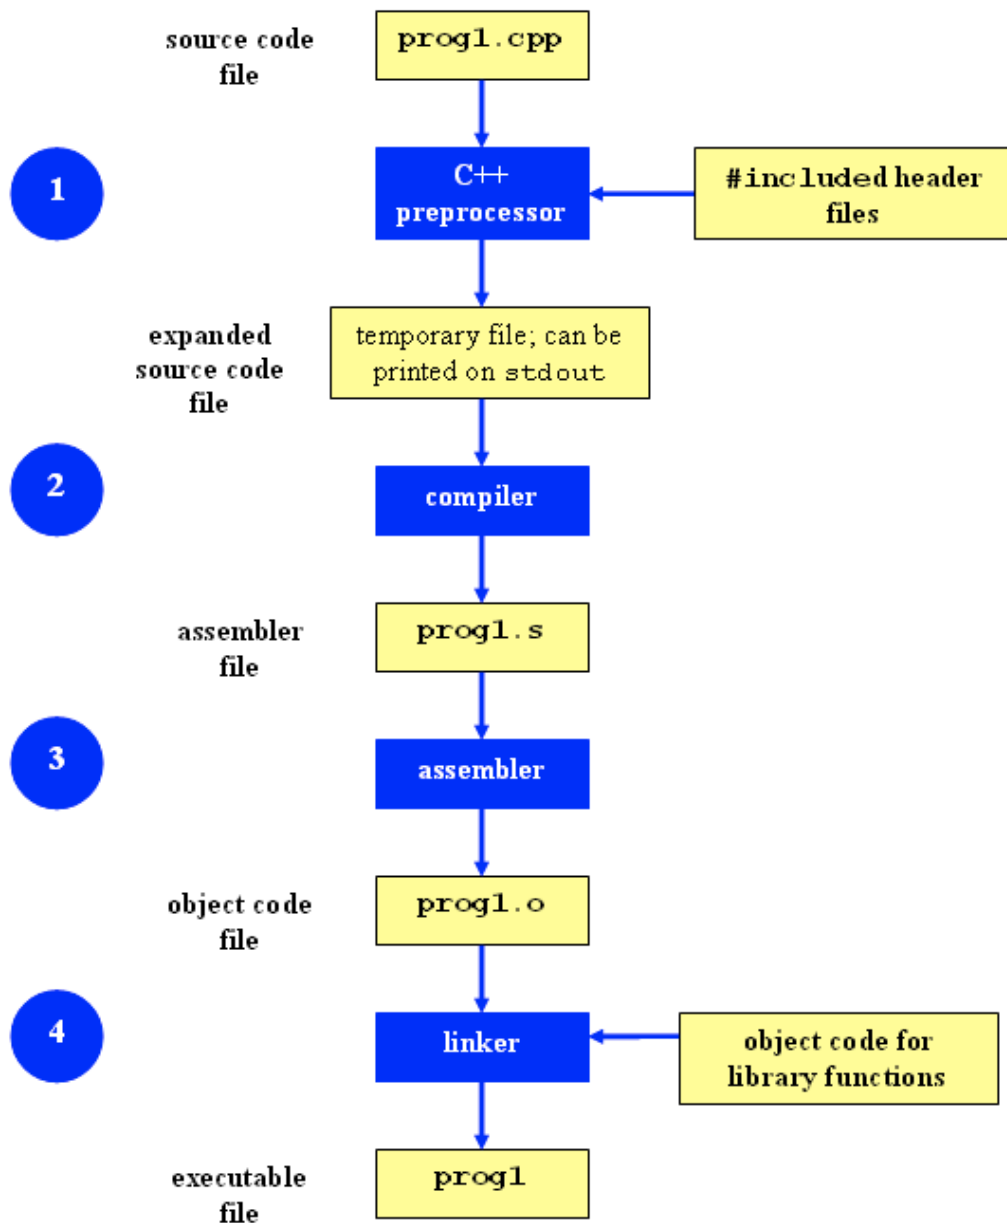 source code
file
prog1.cpp
1
C++
preprocessor
#included header
files
expanded
source code
file
temporary file; can be
printed on stdout
2
compiler
assembler
file
prog1.s
3
assembler
object code
file
prog1.o
4
linker
object code for
library functions
executable
file
prog1